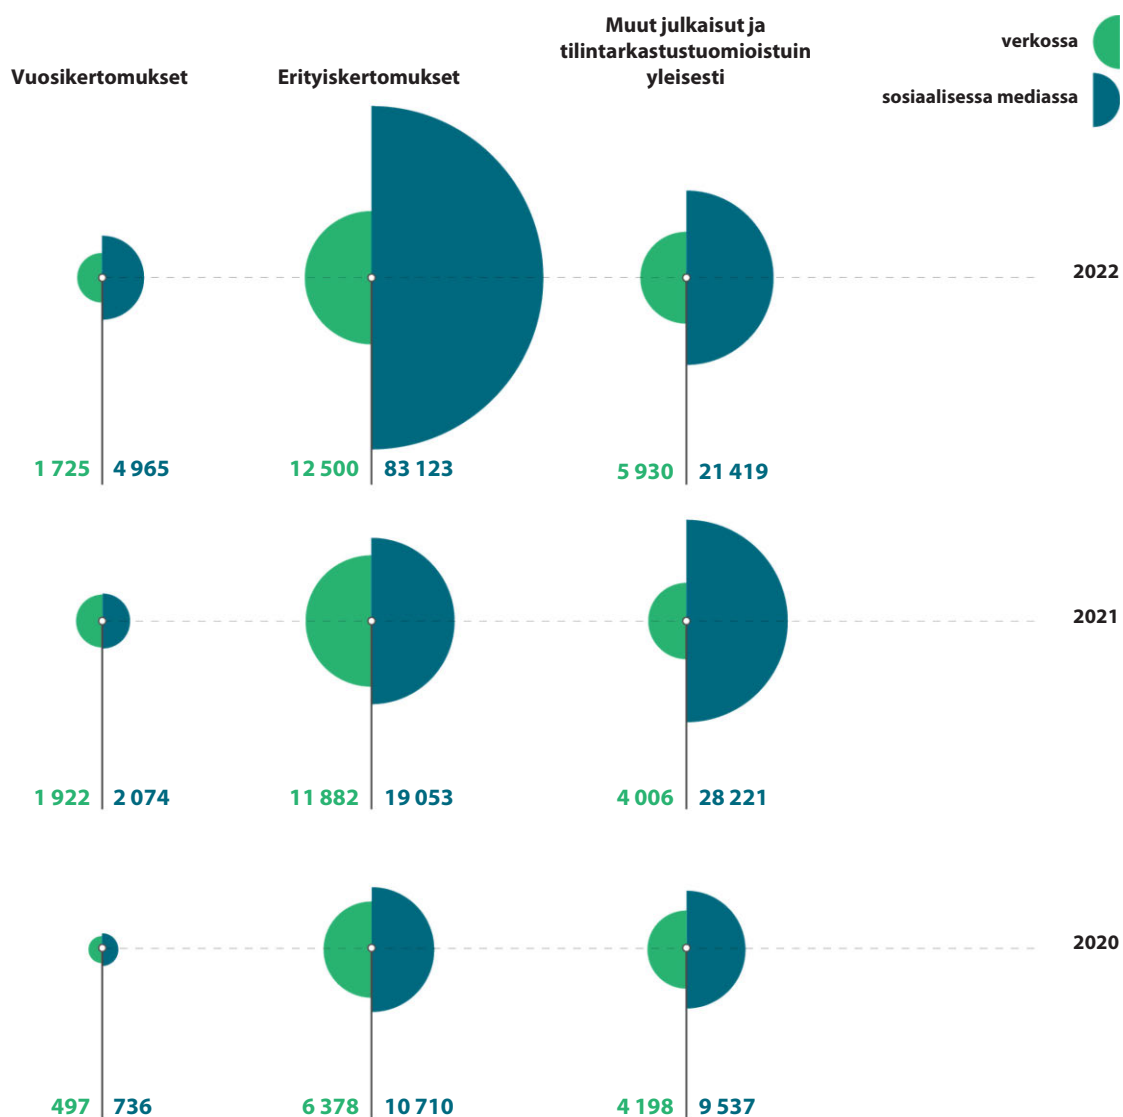 Vuosikertomukset
Erityiskertomukset
Muut julkaisut ja
tilintarkastustuomioistuin
yleisesti
verkossa
sosiaalisessa mediassa
2022
1 725 4 965
12 500 83 123
5 930 21 419
2021
1 922 2 074
11 882 19 053
4 006 28 221
2020
497 736
6 378 10 710
4 198 9 537